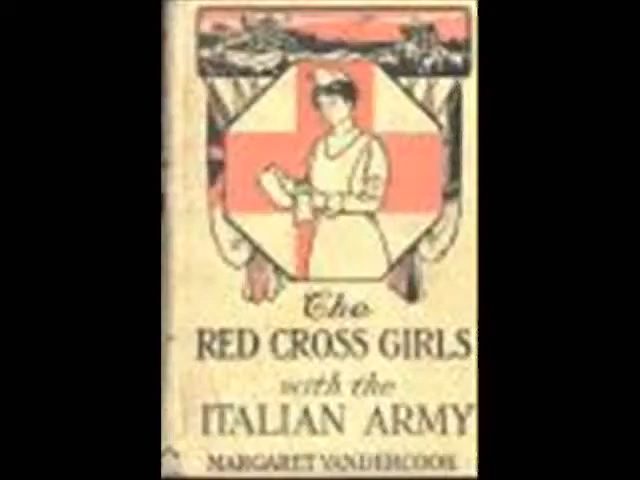 The
RED CROSS GIRLS
with the
ITALIAN ARMY
MARGARET VANDERCOOK